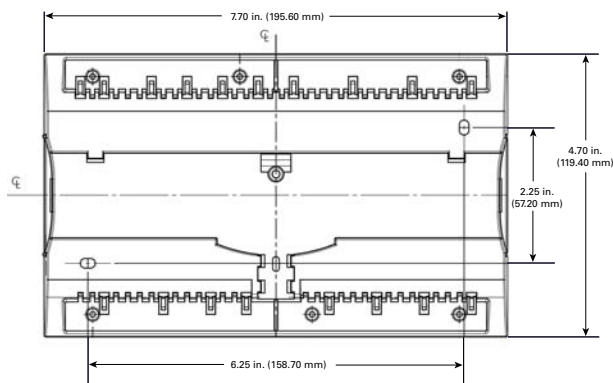 7.70 in. (195.60 mm)
℄
4.70 in.
(119.40 mm)
℄
2.25 in.
(57.20 mm)
6.25 in. (158.70 mm)